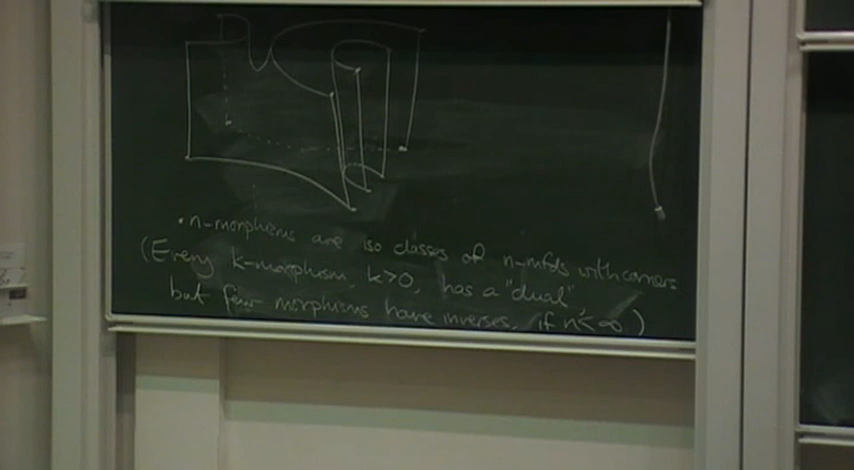 • n-morphisms are iso classes of n-mfds with corners
(Every k-morphism, k>0, has a "dual",
but few morphisms have inverses, if n<∞)